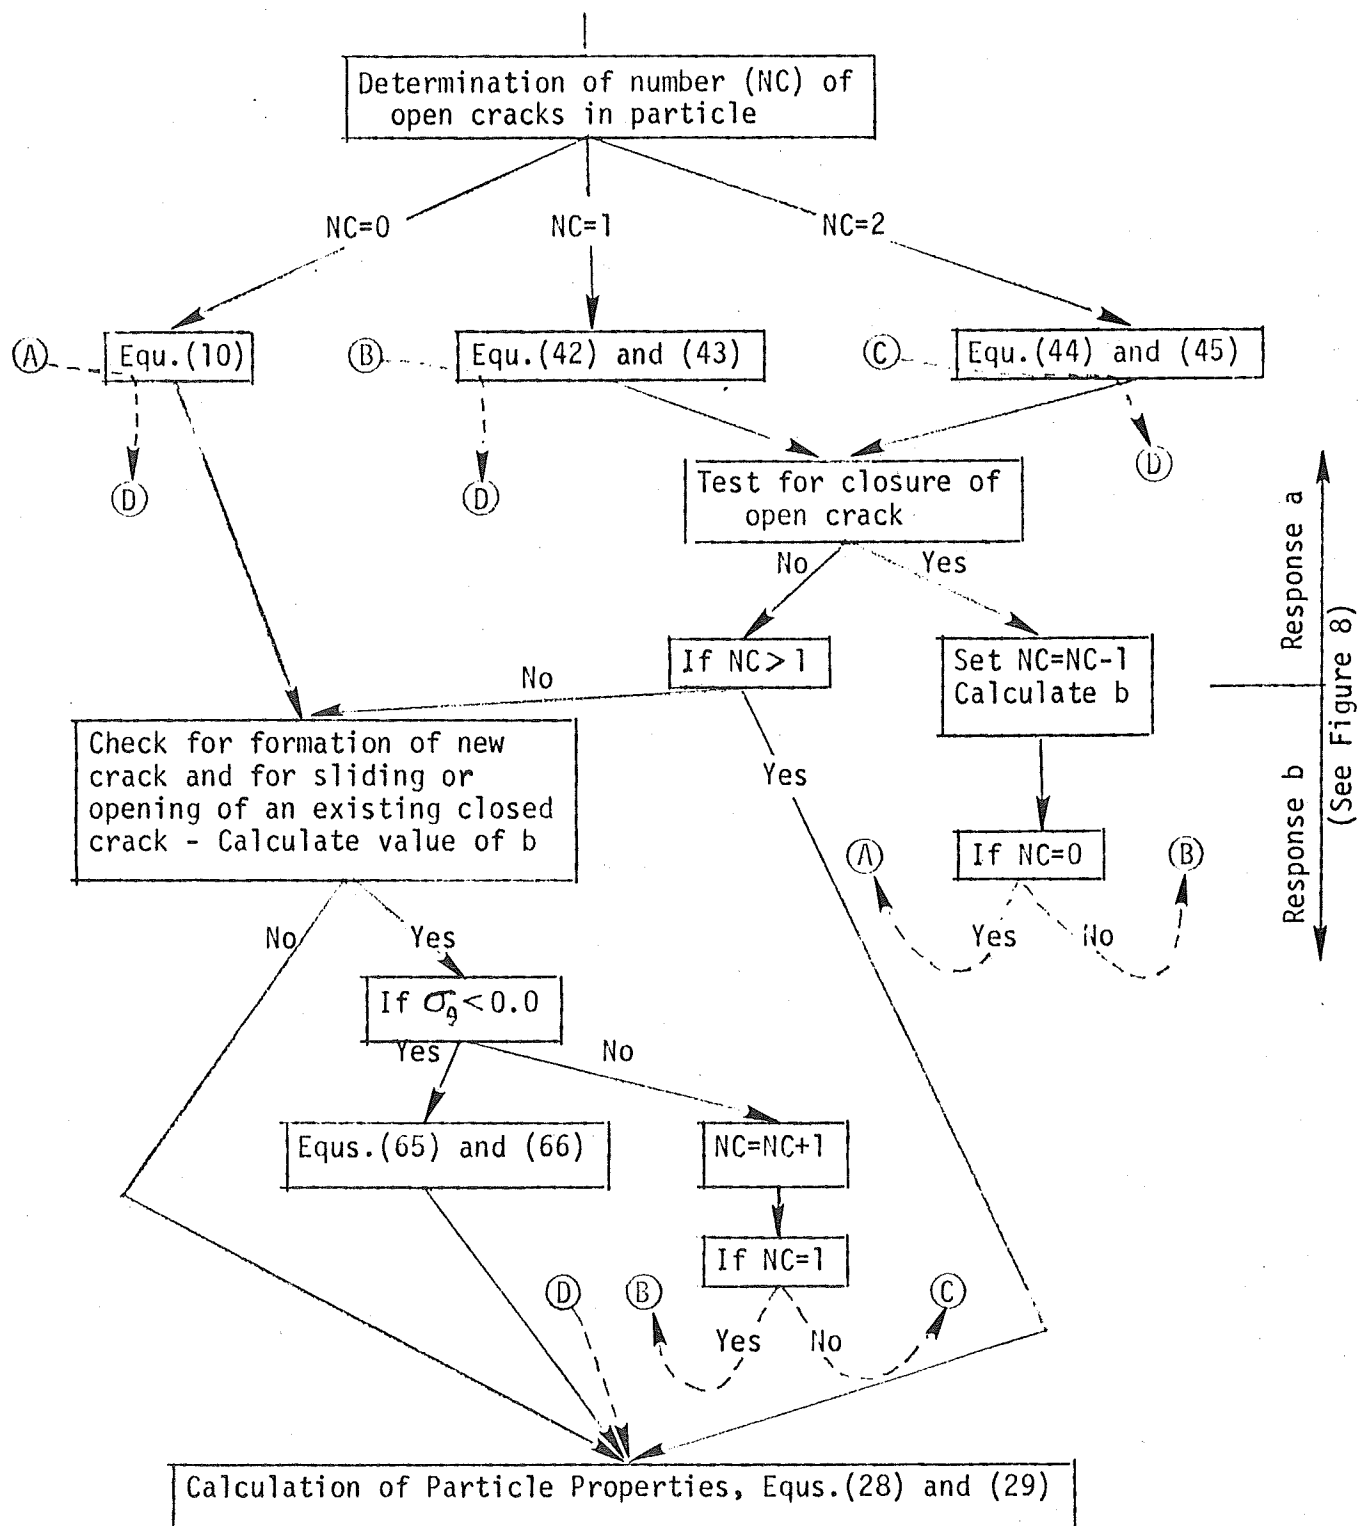 Determination of number (NC) of
open cracks in particle
NC=0
NC=1
NC=2
A
Equ.(10)
B
Equ.(42) and (43)
C
Equ.(44) and (45)
D
D
D
Test for closure of
open crack
No
Yes
Response a
(See Figure 8)
Response b
If NC>1
Set NC=NC-1
Calculate b
No
Check for formation of new
crack and for sliding or
opening of an existing closed
crack - Calculate value of b
Yes
A
If NC=0
B
Yes
No
No
Yes
If σ₉<0.0
Yes
No
Equs.(65) and (66)
NC=NC+1
If NC=1
D
B
C
Yes
No
Calculation of Particle Properties, Equs.(28) and (29)